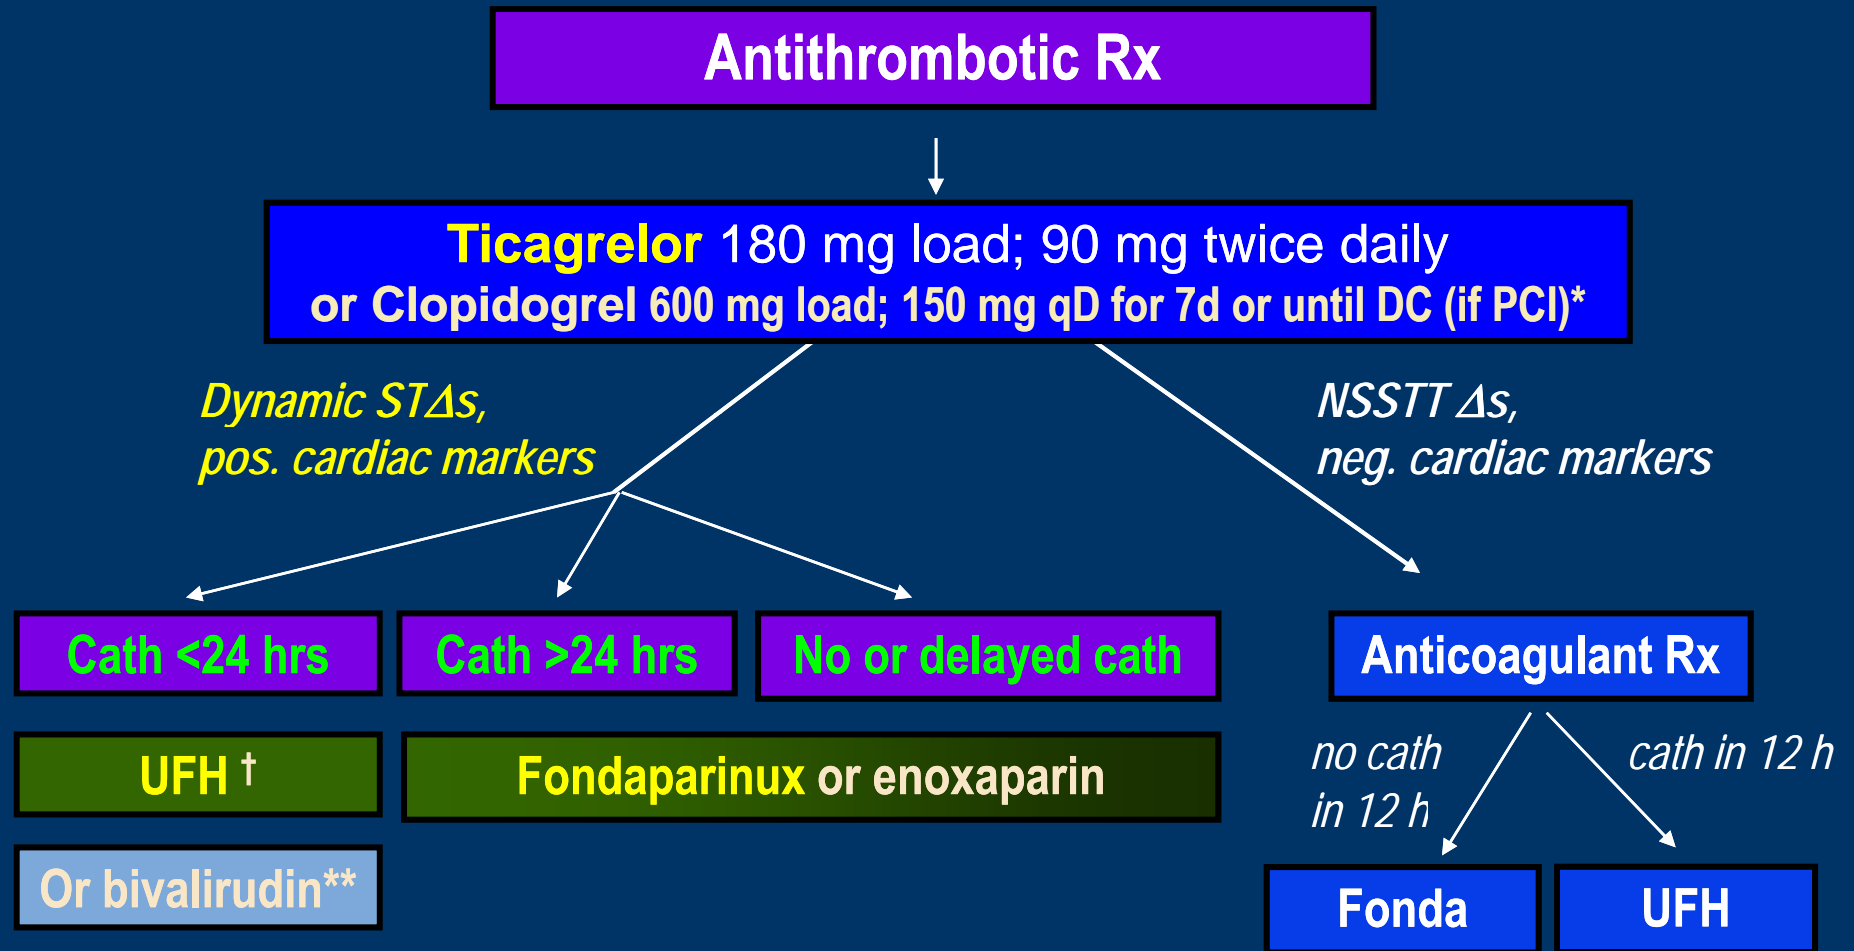 Antithrombotic Rx
Ticagrelor 180 mg load; 90 mg twice daily
or Clopidogrel 600 mg load; 150 mg qD for 7d or until DC (if PCI)*
Dynamic STΔs,
pos. cardiac markers
NSSTT Δs,
neg. cardiac markers
Cath <24 hrs
Cath >24 hrs
No or delayed cath
Anticoagulant Rx
UFH †
Fondaparinux or enoxaparin
no cath
in 12 h
cath in 12 h
Or bivalirudin**
Fonda
UFH